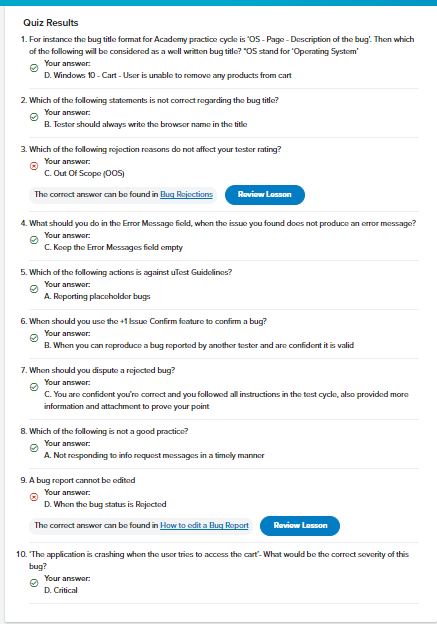 Quiz Results
1. For instance the bug title format for Academy practice cycle is 'OS - Page - Description of the bug'. Then which
of the following will be considered as a well written bug title? "OS stand for 'Operating System'
Your answer:
D. Windows 10 - Cart - User is unable to remove any products from cart
2. Which of the following statements is not correct regarding the bug title?
Your answer:
B. Tester should always write the browser name in the title
3. Which of the following rejection reasons do not affect your tester rating?
Your answer:
C. Out Of Scope (OOS)
The correct answer can be found in Bug Rejections
Review Lesson
4. What should you do in the Error Message field, when the issue you found does not produce an error message?
Your answer:
C. Keep the Error Messages field empty
5. Which of the following actions is against uTest Guidelines?
Your answer:
A. Reporting placeholder bugs
6. When should you use the +1 Issue Confirm feature to confirm a bug?
Your answer:
B. When you can reproduce a bug reported by another tester and are confident it is valid
7. When should you dispute a rejected bug?
Your answer:
C. You are confident you're correct and you followed all instructions in the test cycle, also provided more
information and attachment to prove your point
8. Which of the following is not a good practice?
Your answer:
A. Not responding to info request messages in a timely manner
9. A bug report cannot be edited
Your answer:
D. When the bug status is Rejected
The correct answer can be found in How to edit a Bug Report
Review Lesson
10. 'The application is crashing when the user tries to access the cart'- What would be the correct severity of this
bug?
Your answer:
D. Critical